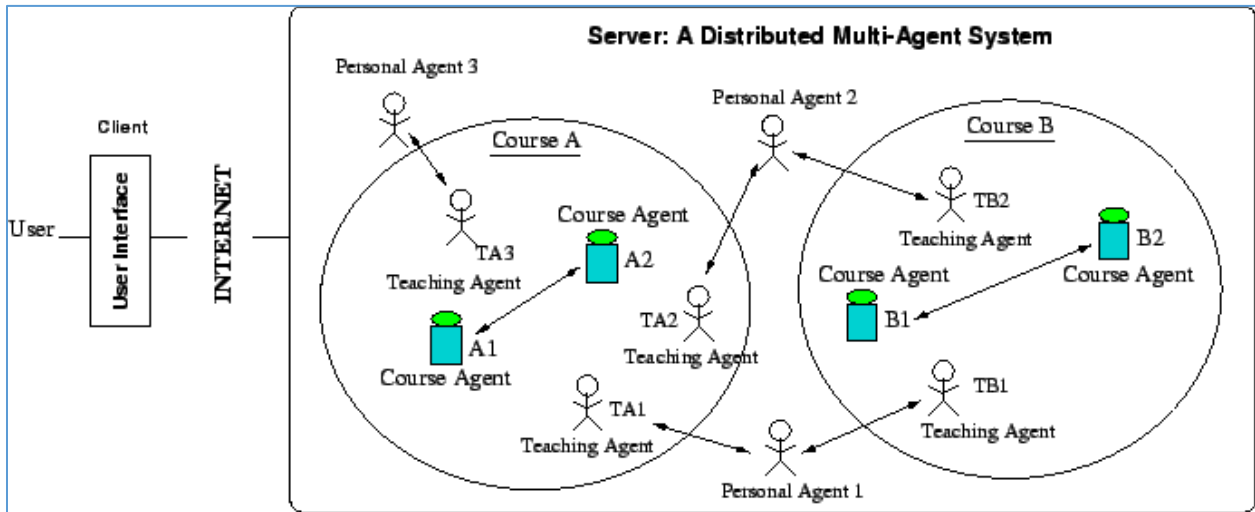 Server: A Distributed Multi-Agent System
Personal Agent 3
Personal Agent 2
Client
Course A
Course B
User
User Interface
INTERNET
TA3
Teaching Agent
Course Agent
A2
TB2
Teaching Agent
B2
Course Agent
Course Agent
B1
A1
Course Agent
TA2
Teaching Agent
TA1
Teaching Agent
TB1
Teaching Agent
Personal Agent 1